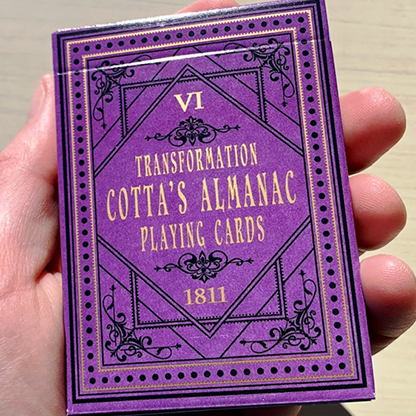 VI
TRANSFORMATION
COTTA'S ALMANAC
PLAYING CARDS
1811